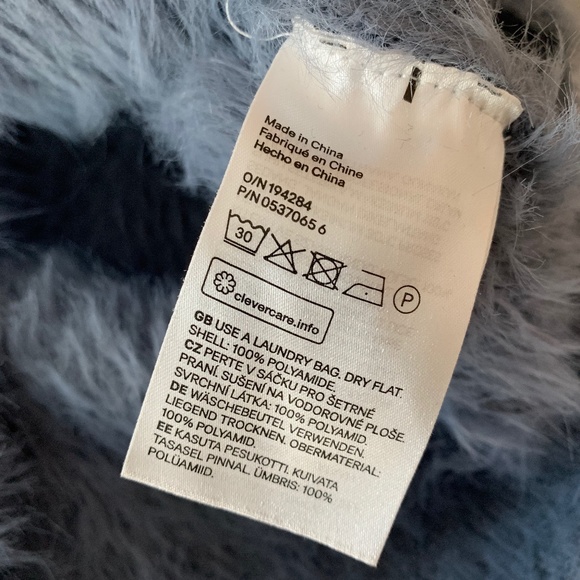 Made in China
Fabriqué en Chine
Hecho en China
O/N 194284
P/N 0537065 6
30
P
clevercare.info
GB USE A LAUNDRY BAG. DRY FLAT.
SHELL: 100% POLYAMIDE.
CZ PERTE V SÁČKU PRO ŠETRNÉ
PRANÍ. SUŠENÍ NA VODOROVNÉ PLOŠE.
SVRCHNÍ LÁTKA: 100% POLYAMID.
DE WÄSCHEBEUTEL VERWENDEN.
LIEGEND TROCKNEN. OBERMATERIAL:
100% POLYAMID.
EE KASUTA PESUKOTTI. KUIVATA
TASASEL PINNAL. ÜMBRIS: 100%
POLÜAMIID.